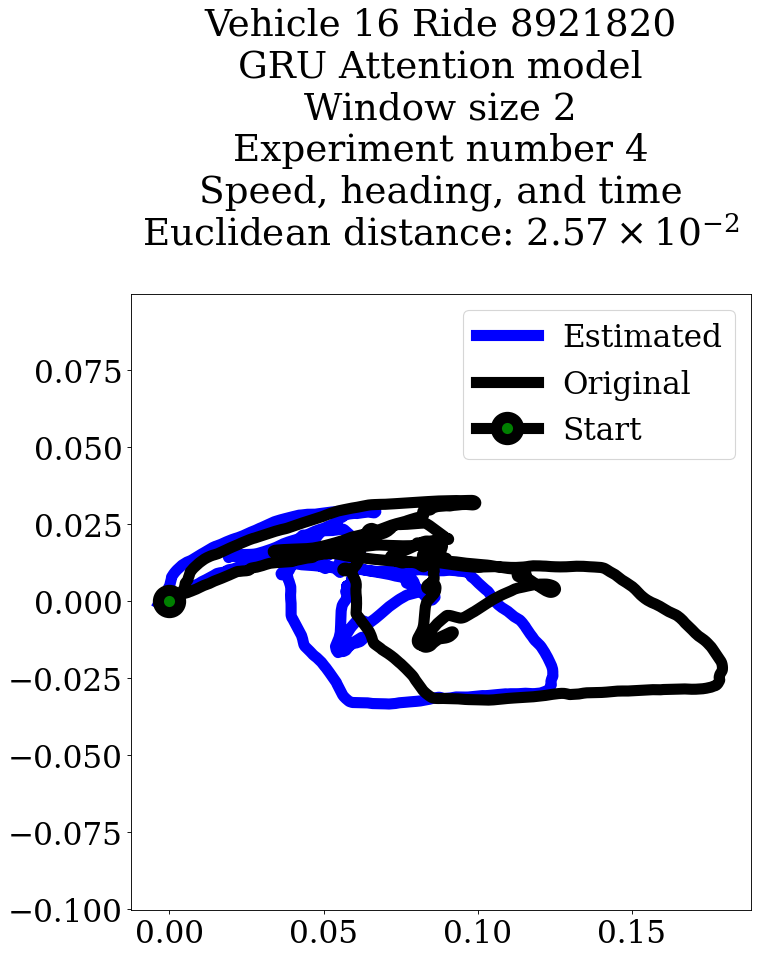 Vehicle 16 Ride 8921820
GRU Attention model
Window size 2
Experiment number 4
Speed, heading, and time
Euclidean distance: 2.57 × 10⁻²
Estimated
Original
Start
0.075
0.050
0.025
0.000
−0.025
−0.050
−0.075
−0.100
0.00 0.05 0.10 0.15